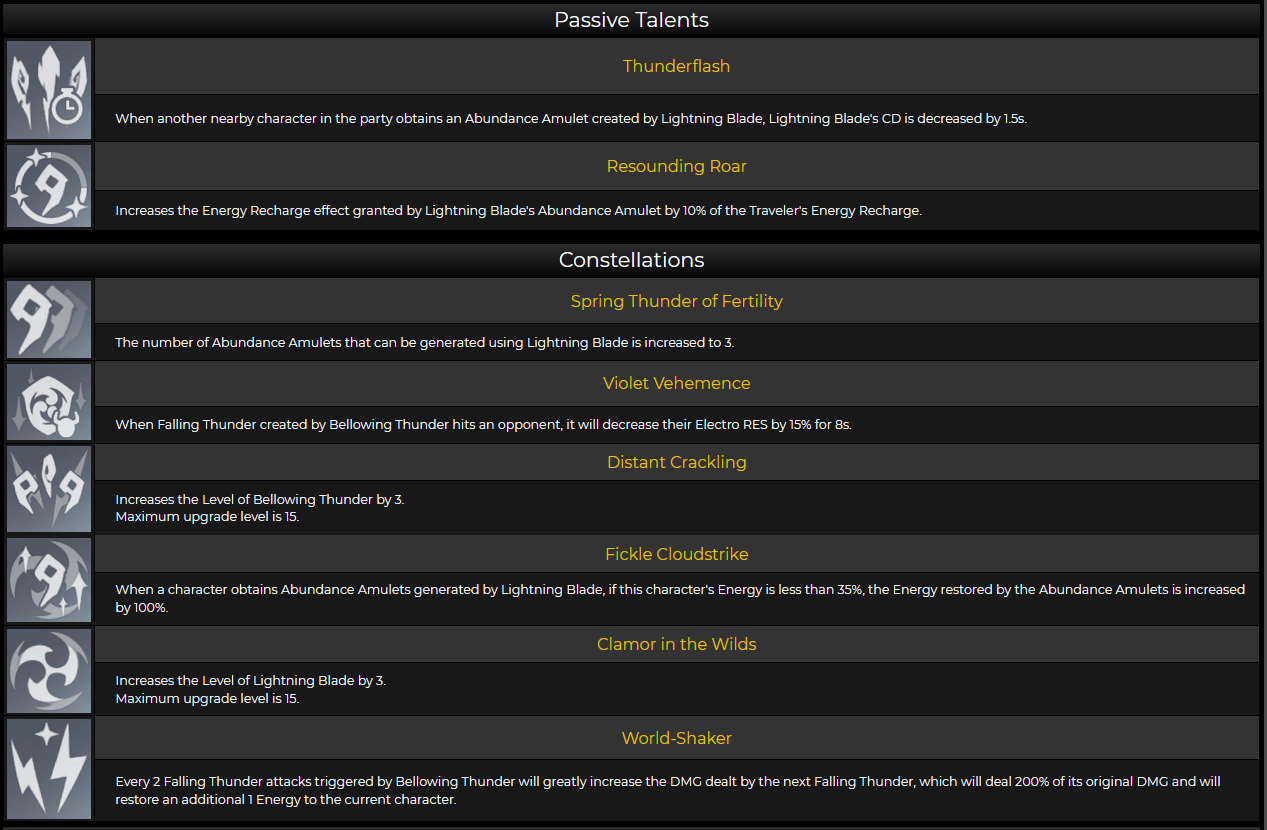 Passive Talents
Thunderflash
When another nearby character in the party obtains an Abundance Amulet created by Lightning Blade, Lightning Blade's CD is decreased by 1.5s.
Resounding Roar
Increases the Energy Recharge effect granted by Lightning Blade's Abundance Amulet by 10% of the Traveler's Energy Recharge.
Constellations
Spring Thunder of Fertility
The number of Abundance Amulets that can be generated using Lightning Blade is increased to 3.
Violet Vehemence
When Falling Thunder created by Bellowing Thunder hits an opponent, it will decrease their Electro RES by 15% for 8s.
Distant Crackling
Increases the Level of Bellowing Thunder by 3.
Maximum upgrade level is 15.
Fickle Cloudstrike
When a character obtains Abundance Amulets generated by Lightning Blade, if this character's Energy is less than 35%, the Energy restored by the Abundance Amulets is increased
by 100%.
Clamor in the Wilds
Increases the Level of Lightning Blade by 3.
Maximum upgrade level is 15.
World-Shaker
Every 2 Falling Thunder attacks triggered by Bellowing Thunder will greatly increase the DMG dealt by the next Falling Thunder, which will deal 200% of its original DMG and will
restore an additional 1 Energy to the current character.